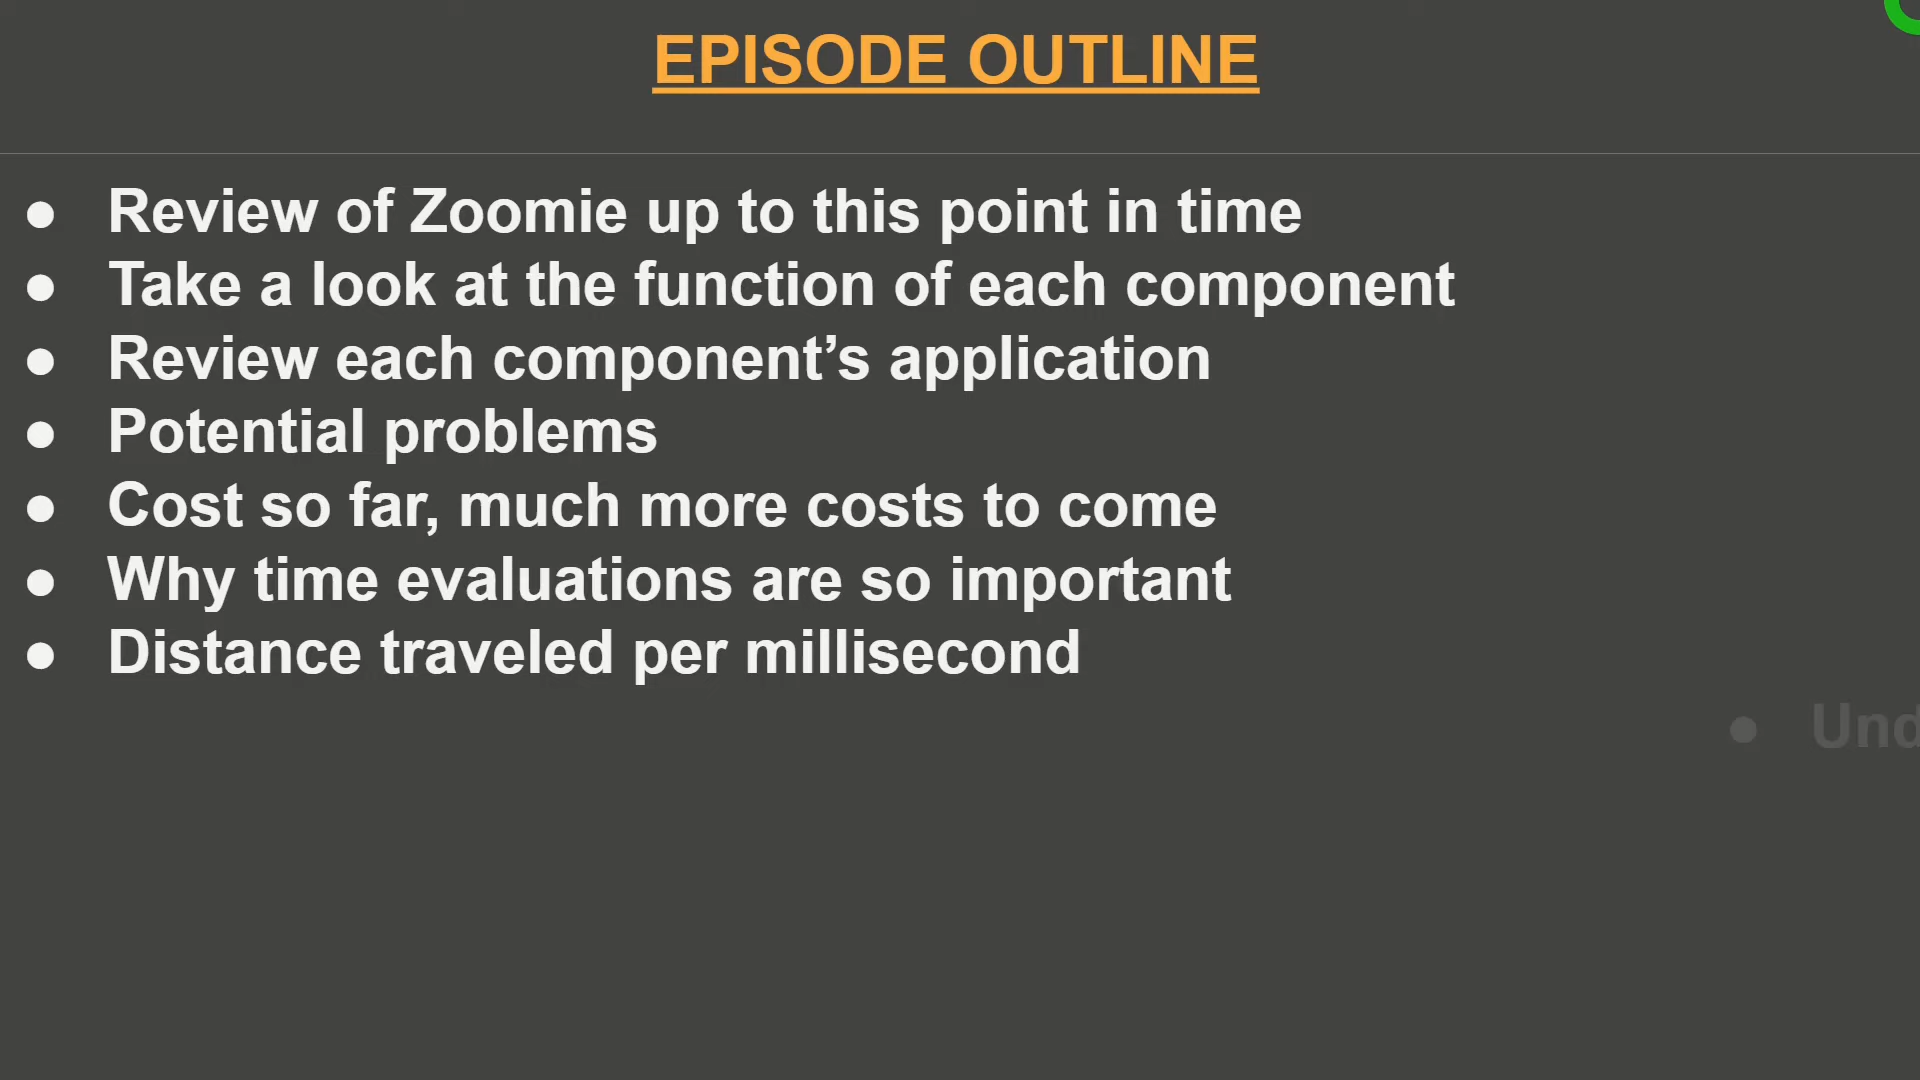 EPISODE OUTLINE
● Review of Zoomie up to this point in time
● Take a look at the function of each component
● Review each component’s application
● Potential problems
● Cost so far, much more costs to come
● Why time evaluations are so important
● Distance traveled per millisecond